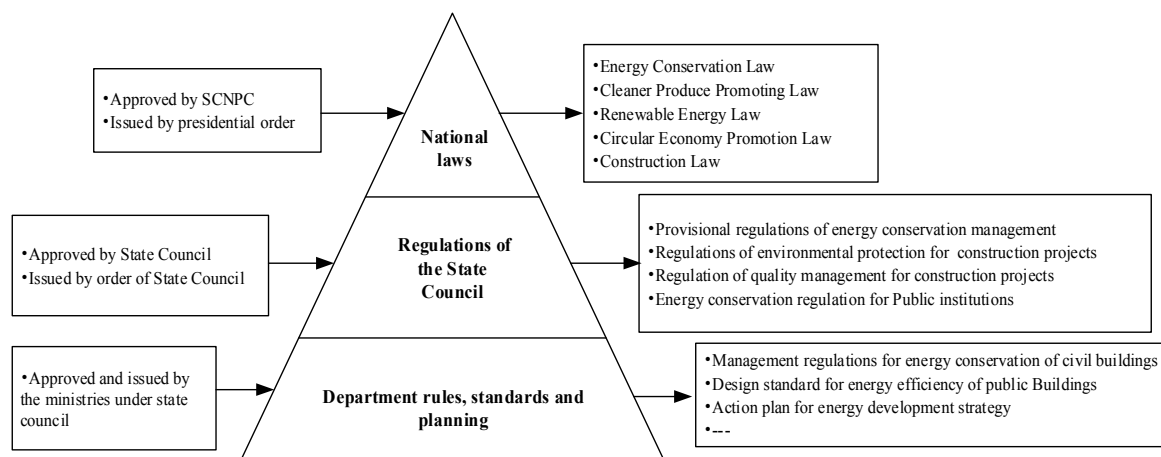 •Approved by SCNPC
•Issued by presidential order
National
laws
•Energy Conservation Law
•Cleaner Produce Promoting Law
•Renewable Energy Law
•Circular Economy Promotion Law
•Construction Law
•Approved by State Council
•Issued by order of State Council
Regulations of
the State
Council
•Provisional regulations of energy conservation management
•Regulations of environmental protection for construction projects
•Regulation of quality management for construction projects
•Energy conservation regulation for Public institutions
•Approved and issued by
the ministries under state
council
Department rules, standards and
planning
•Management regulations for energy conservation of civil buildings
•Design standard for energy efficiency of public Buildings
•Action plan for energy development strategy
•---